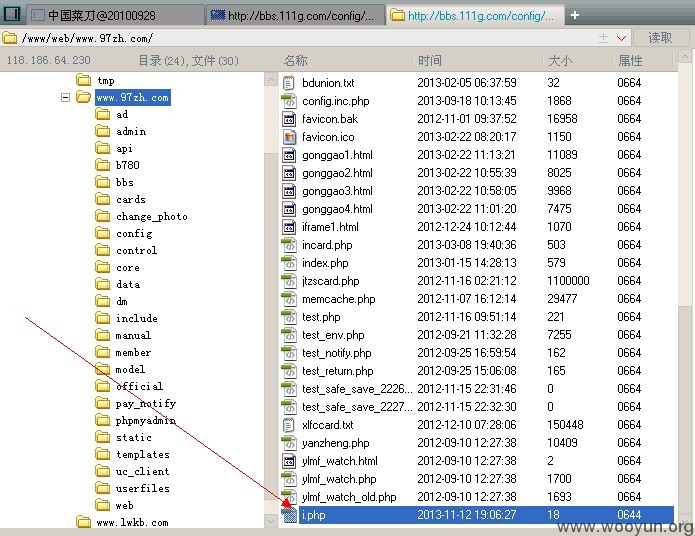 中国菜刀@20100928 http://bbs.111g.com/config/... http://bbs.111g.com/config/...
/www/web/www.97zh.com/ 读取
118.186.64.230 目录(24),文件(30) 名称 时间 大小 属性
tmp
www.97zh.com
ad
admin
api
b780
bbs
cards
change_photo
config
control
core
data
dm
include
manual
member
model
official
pay_notify
phpmyadmin
static
templates
uc_client
userfiles
web
www.lwkb.com
bdunion.txt 2013-02-05 06:37:59 32 0664
config.inc.php 2013-09-18 10:13:45 1868 0664
favicon.bak 2012-11-01 09:37:52 16958 0664
favicon.ico 2013-02-22 08:20:17 1150 0664
gonggao1.html 2013-02-22 11:13:21 11089 0664
gonggao2.html 2013-02-22 10:55:39 8025 0664
gonggao3.html 2013-02-22 10:58:05 9968 0664
gonggao4.html 2013-02-22 11:01:20 7475 0664
iframe1.html 2012-12-24 10:12:44 1070 0664
incard.php 2013-03-08 19:40:36 503 0664
index.php 2013-01-15 14:28:13 579 0664
jtzscard.php 2012-11-16 02:21:12 1100000 0664
memcache.php 2012-11-07 16:12:14 29477 0664
test.php 2012-11-16 09:51:14 221 0664
test_env.php 2012-09-21 11:32:28 7255 0664
test_notify.php 2012-09-25 16:59:54 162 0664
test_return.php 2012-09-25 15:06:08 165 0664
test_safe_save_2226... 2012-11-15 22:31:46 0 0664
test_safe_save_2227... 2012-11-15 22:32:30 0 0664
xlfccard.txt 2012-12-10 07:28:06 150448 0664
yanzheng.php 2012-09-10 12:27:38 10409 0664
ylmf_watch.html 2012-09-10 12:27:38 2 0664
ylmf_watch.php 2012-09-10 12:27:38 1700 0664
ylmf_watch_old.php 2012-09-10 12:27:38 1693 0664
i.php 2013-11-12 19:06:27 18 0644
www.wooyun.org